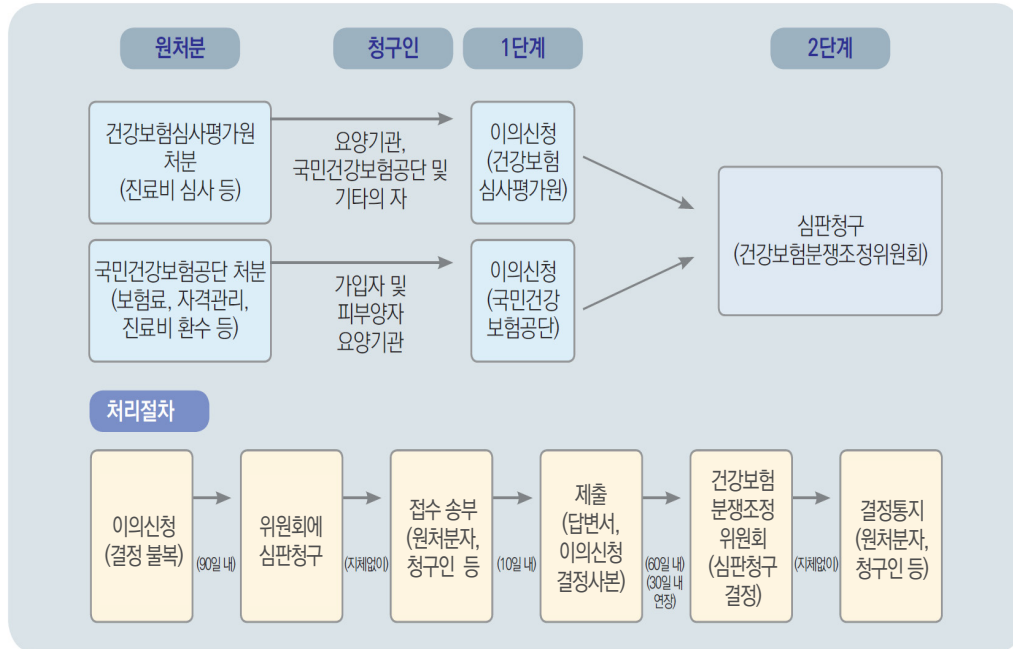 원처분
청구인
1단계
2단계
건강보험심사평가원
처분
(진료비 심사 등)
요양기관,
국민건강보험공단 및
기타의 자
이의신청
(건강보험
심사평가원)
국민건강보험공단 처분
(보험료, 자격관리,
진료비 환수 등)
가입자 및
피부양자
요양기관
이의신청
(국민건강
보험공단)
심판청구
(건강보험분쟁조정위원회)
처리절차
이의신청
(결정 불복)
(90일 내)
위원회에
심판청구
(지체없이)
접수 송부
(원처분자,
청구인 등
(10일 내)
제출
(답변서,
이의신청
결정사본)
(60일 내)
(30일 내
연장)
건강보험
분쟁조정
위원회
(심판청구
결정)
(지체없이)
결정통지
(원처분자,
청구인 등)